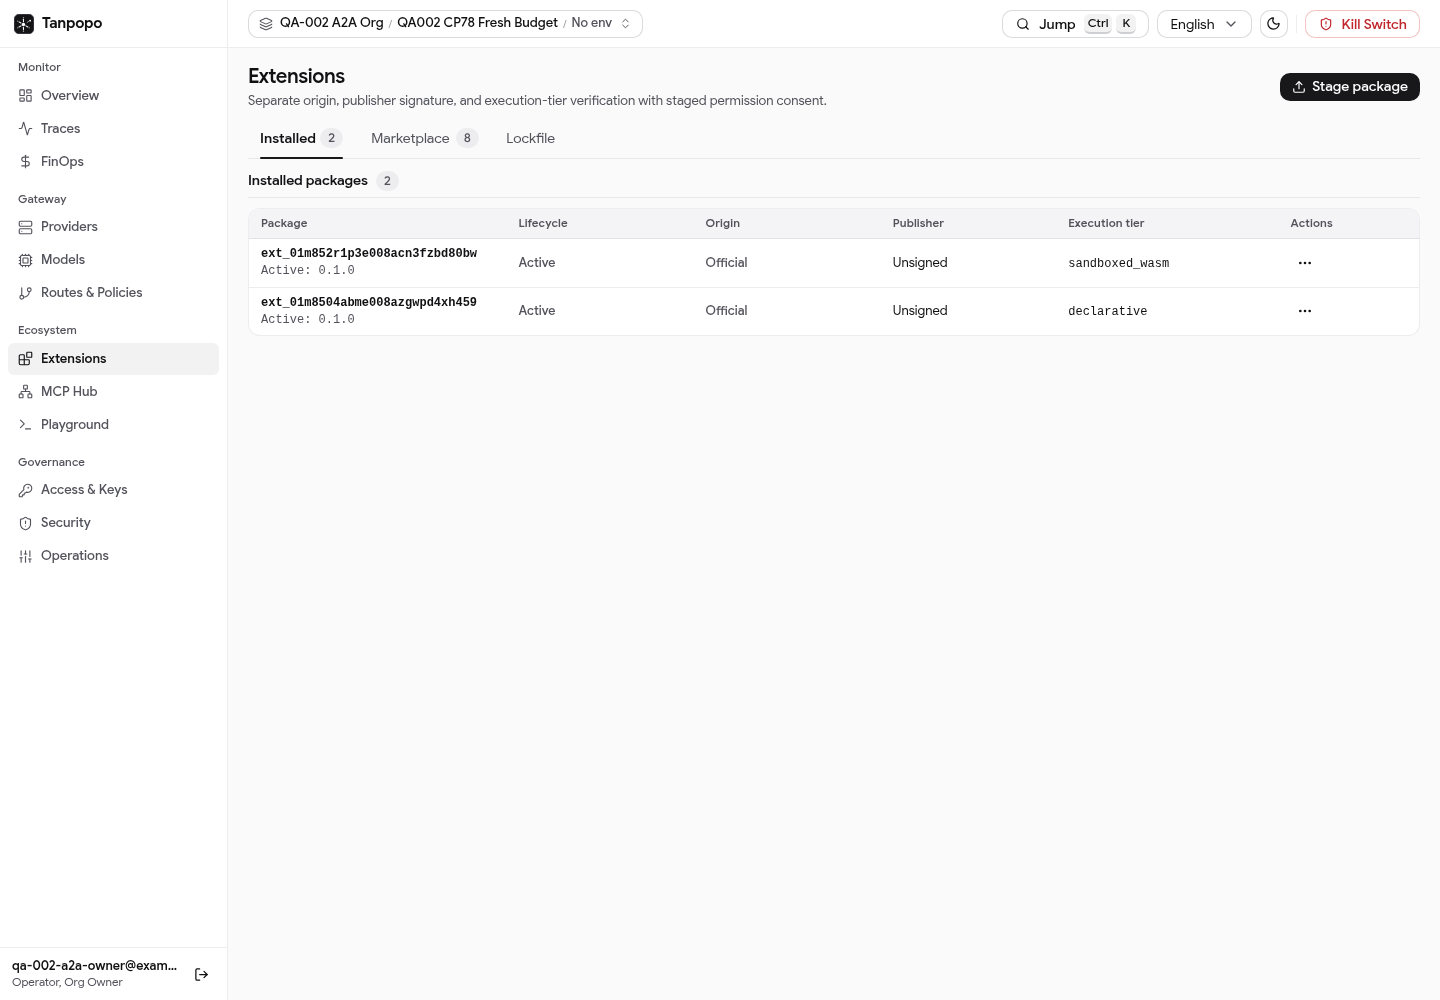 Tanpopo
QA-002 A2A Org / QA002 CP78 Fresh Budget / No env
Jump Ctrl K
English
Kill Switch
Monitor
Overview
Traces
FinOps
Gateway
Providers
Models
Routes & Policies
Ecosystem
Extensions
MCP Hub
Playground
Governance
Access & Keys
Security
Operations
qa-002-a2a-owner@exam...
Operator, Org Owner
Extensions
Separate origin, publisher signature, and execution-tier verification with staged permission consent.
Stage package
Installed 2 Marketplace 8 Lockfile
Installed packages 2
Package Lifecycle Origin Publisher Execution tier Actions
ext_01m852r1p3e008acn3fzbd80bw
Active: 0.1.0
Active Official Unsigned sandboxed_wasm
ext_01m8504abme008azgwpd4xh459
Active: 0.1.0
Active Official Unsigned declarative